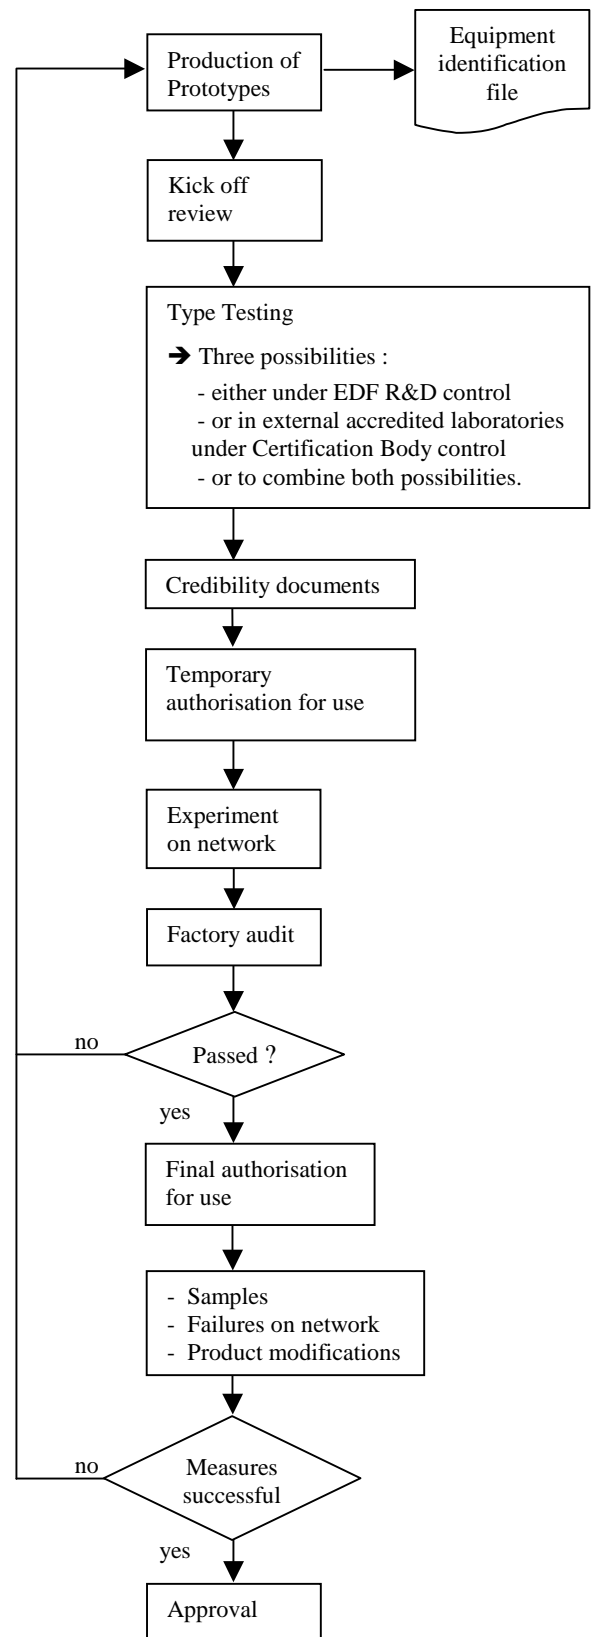 Production of
Prototypes
Equipment
identification
file
Kick off
review
Type Testing
➔ Three possibilities :
- either under EDF R&D control
- or in external accredited laboratories
under Certification Body control
- or to combine both possibilities.
Credibility documents
Temporary
authorisation for use
Experiment
on network
Factory audit
no
Passed ?
yes
Final authorisation
for use
- Samples
- Failures on network
- Product modifications
no
Measures
successful
yes
Approval